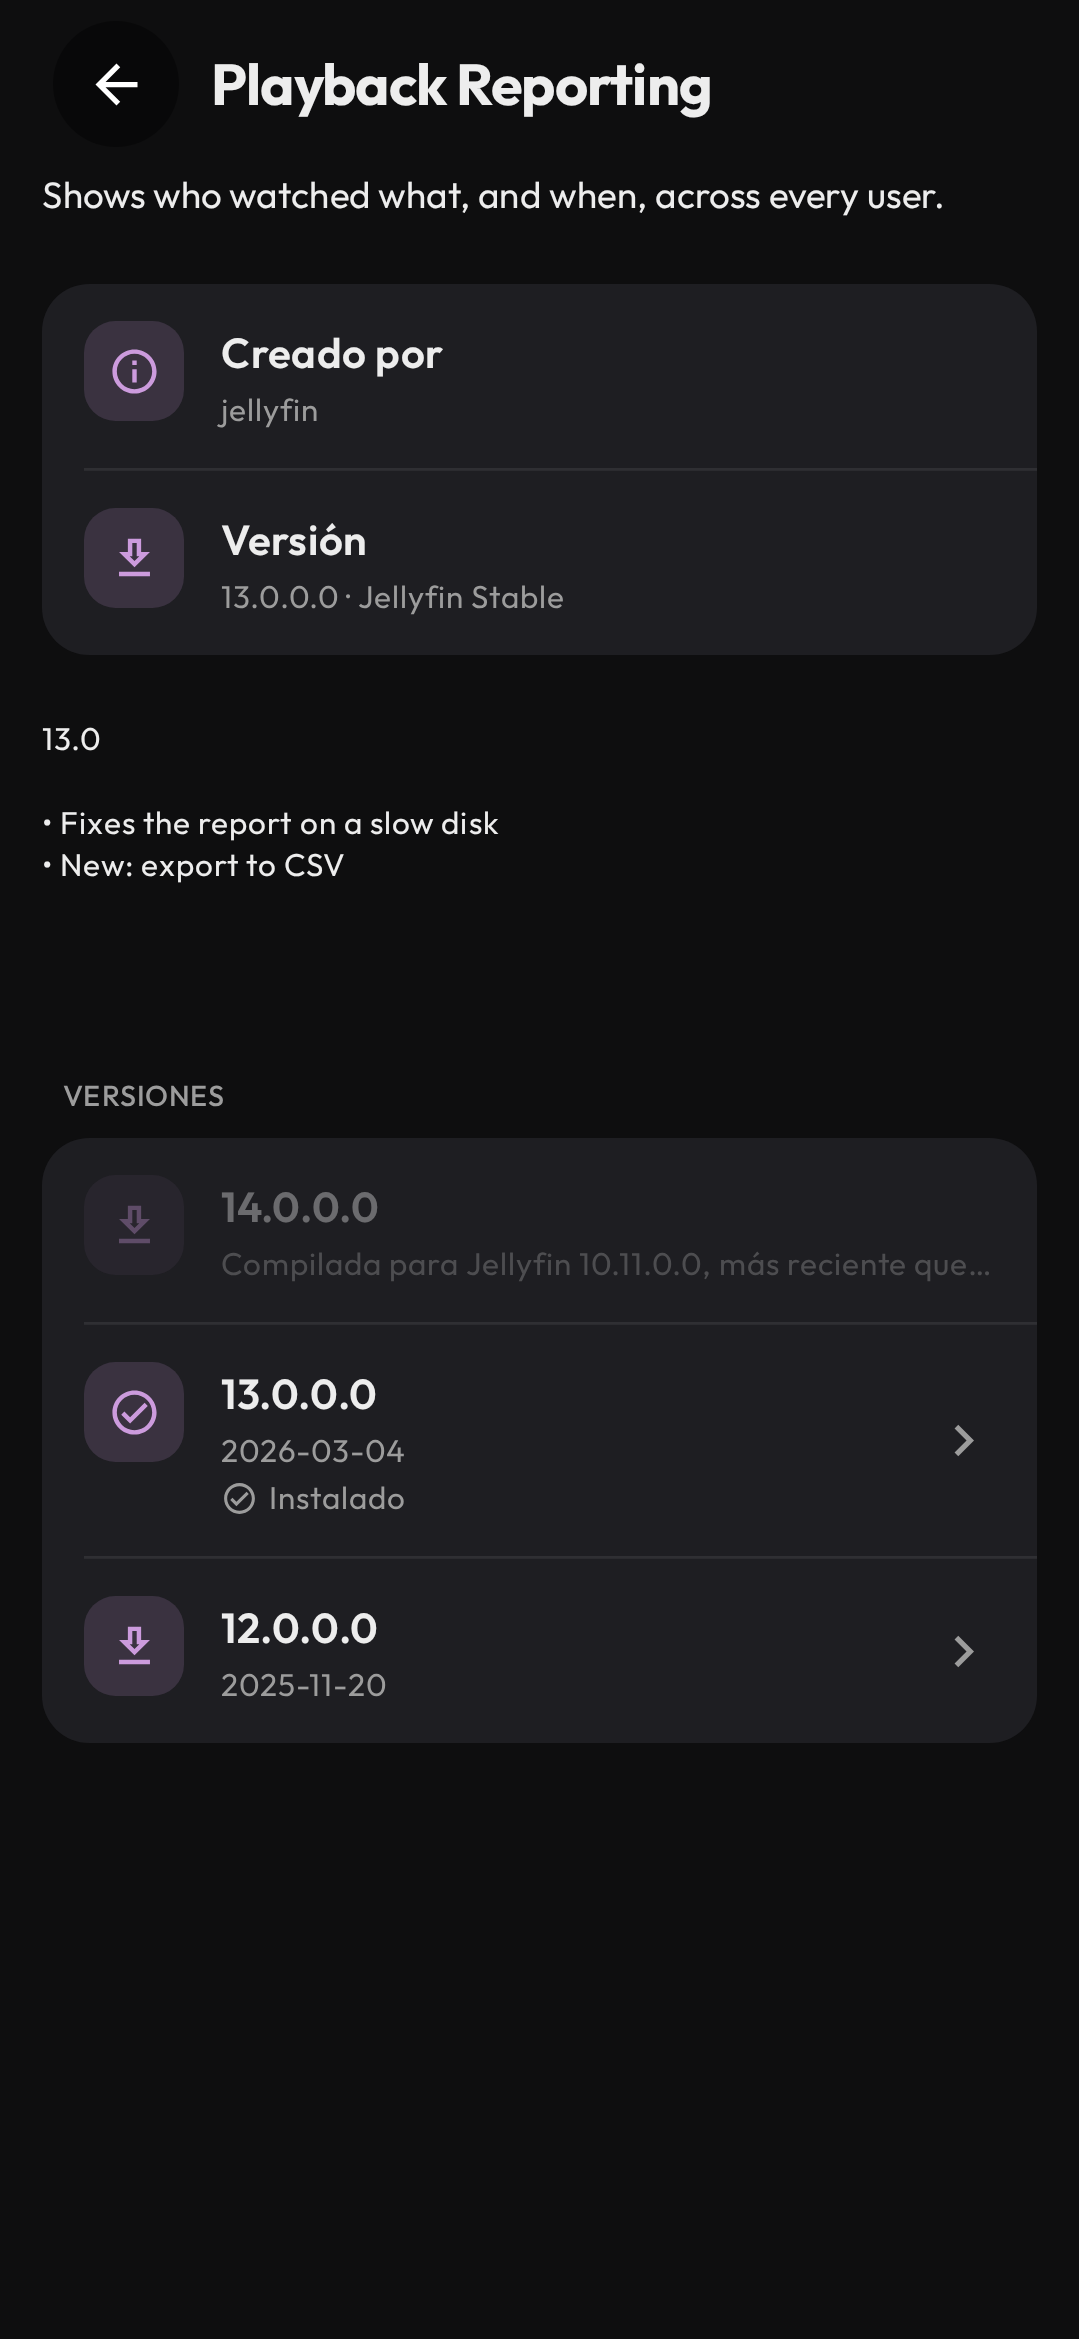 Playback Reporting
Shows who watched what, and when, across every user.
Creado por
jellyfin
Versión
13.0.0.0 · Jellyfin Stable
13.0
• Fixes the report on a slow disk
• New: export to CSV
VERSIONES
14.0.0.0
Compilada para Jellyfin 10.11.0.0, más reciente que…
13.0.0.0
2026-03-04
Instalado
12.0.0.0
2025-11-20